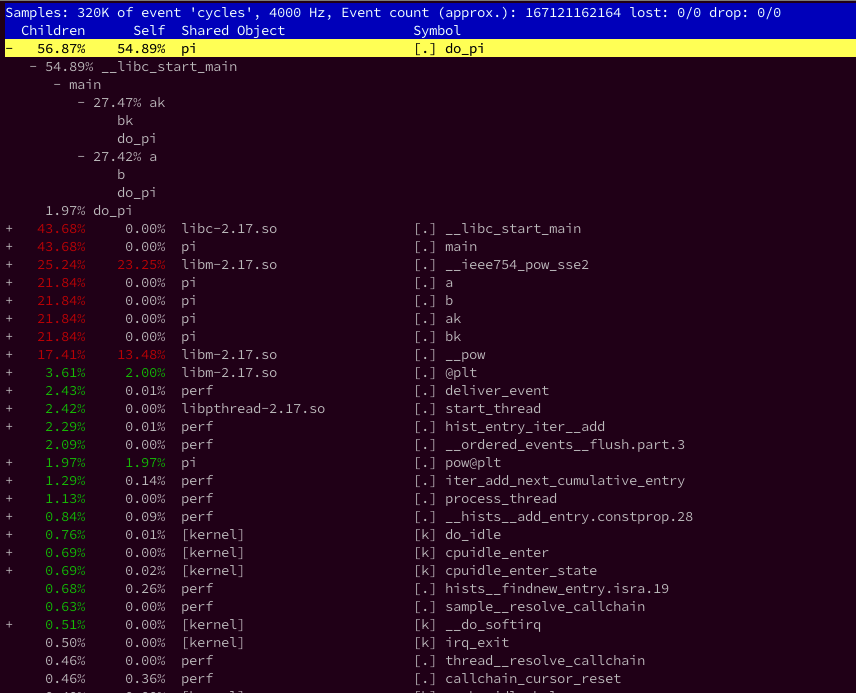 Samples: 320K of event 'cycles', 4000 Hz, Event count (approx.): 167121162164 lost: 0/0 drop: 0/0
Children Self Shared Object Symbol
- 56.87% 54.89% pi [.] do_pi
- 54.89% __libc_start_main
- main
- 27.47% ak
bk
do_pi
- 27.42% a
b
do_pi
1.97% do_pi
+ 43.68% 0.00% libc-2.17.so [.] __libc_start_main
+ 43.68% 0.00% pi [.] main
+ 25.24% 23.25% libm-2.17.so [.] __ieee754_pow_sse2
+ 21.84% 0.00% pi [.] a
+ 21.84% 0.00% pi [.] b
+ 21.84% 0.00% pi [.] ak
+ 21.84% 0.00% pi [.] bk
+ 17.41% 13.48% libm-2.17.so [.] __pow
+ 3.61% 2.00% libm-2.17.so [.] @plt
+ 2.43% 0.01% perf [.] deliver_event
+ 2.42% 0.00% libpthread-2.17.so [.] start_thread
+ 2.29% 0.01% perf [.] hist_entry_iter__add
2.09% 0.00% perf [.] __ordered_events__flush.part.3
+ 1.97% 1.97% pi [.] pow@plt
+ 1.29% 0.14% perf [.] iter_add_next_cumulative_entry
+ 1.13% 0.00% perf [.] process_thread
+ 0.84% 0.09% perf [.] __hists__add_entry.constprop.28
+ 0.76% 0.01% [kernel] [k] do_idle
+ 0.69% 0.00% [kernel] [k] cpuidle_enter
+ 0.69% 0.02% [kernel] [k] cpuidle_enter_state
0.68% 0.26% perf [.] hists__findnew_entry.isra.19
0.63% 0.00% perf [.] sample__resolve_callchain
+ 0.51% 0.00% [kernel] [k] __do_softirq
0.50% 0.00% [kernel] [k] irq_exit
0.46% 0.00% perf [.] thread__resolve_callchain
0.46% 0.36% perf [.] callchain_cursor_reset